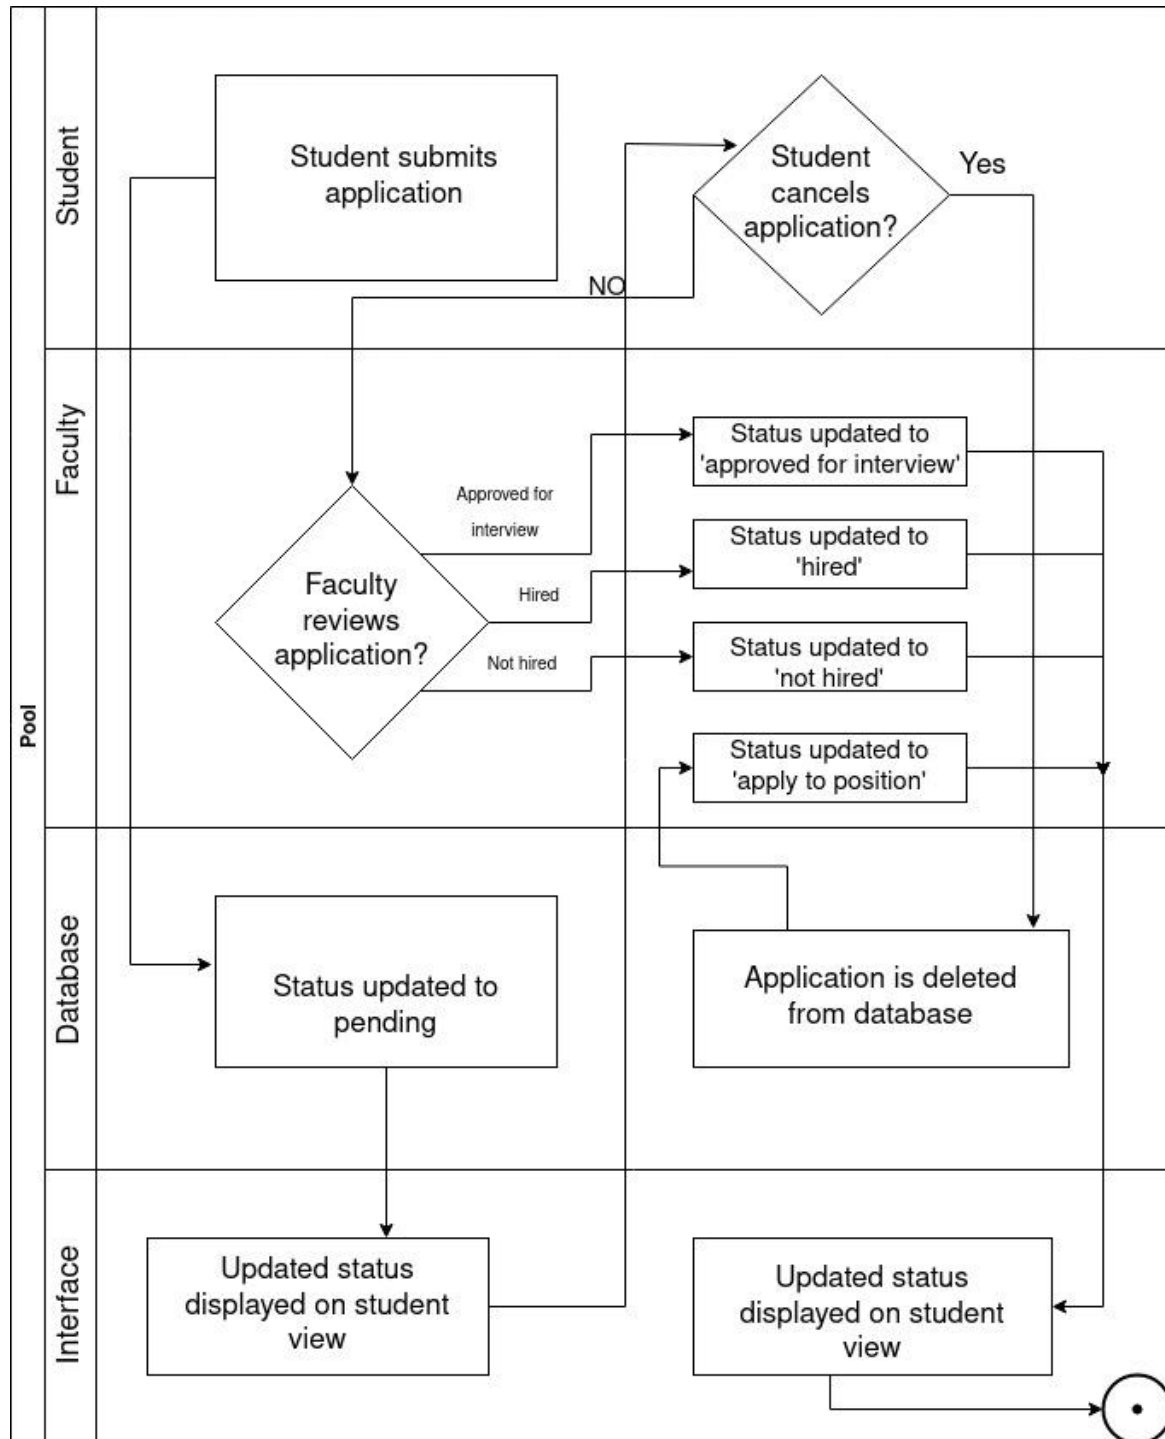 Pool
Student
Student submits
application
Student
cancels
application?
Yes
NO
Faculty
Faculty
reviews
application?
Approved for
interview
Hired
Not hired
Status updated to
'approved for interview'
Status updated to
'hired'
Status updated to
'not hired'
Status updated to
'apply to position'
Database
Status updated to
pending
Application is deleted
from database
Interface
Updated status
displayed on student
view
Updated status
displayed on student
view